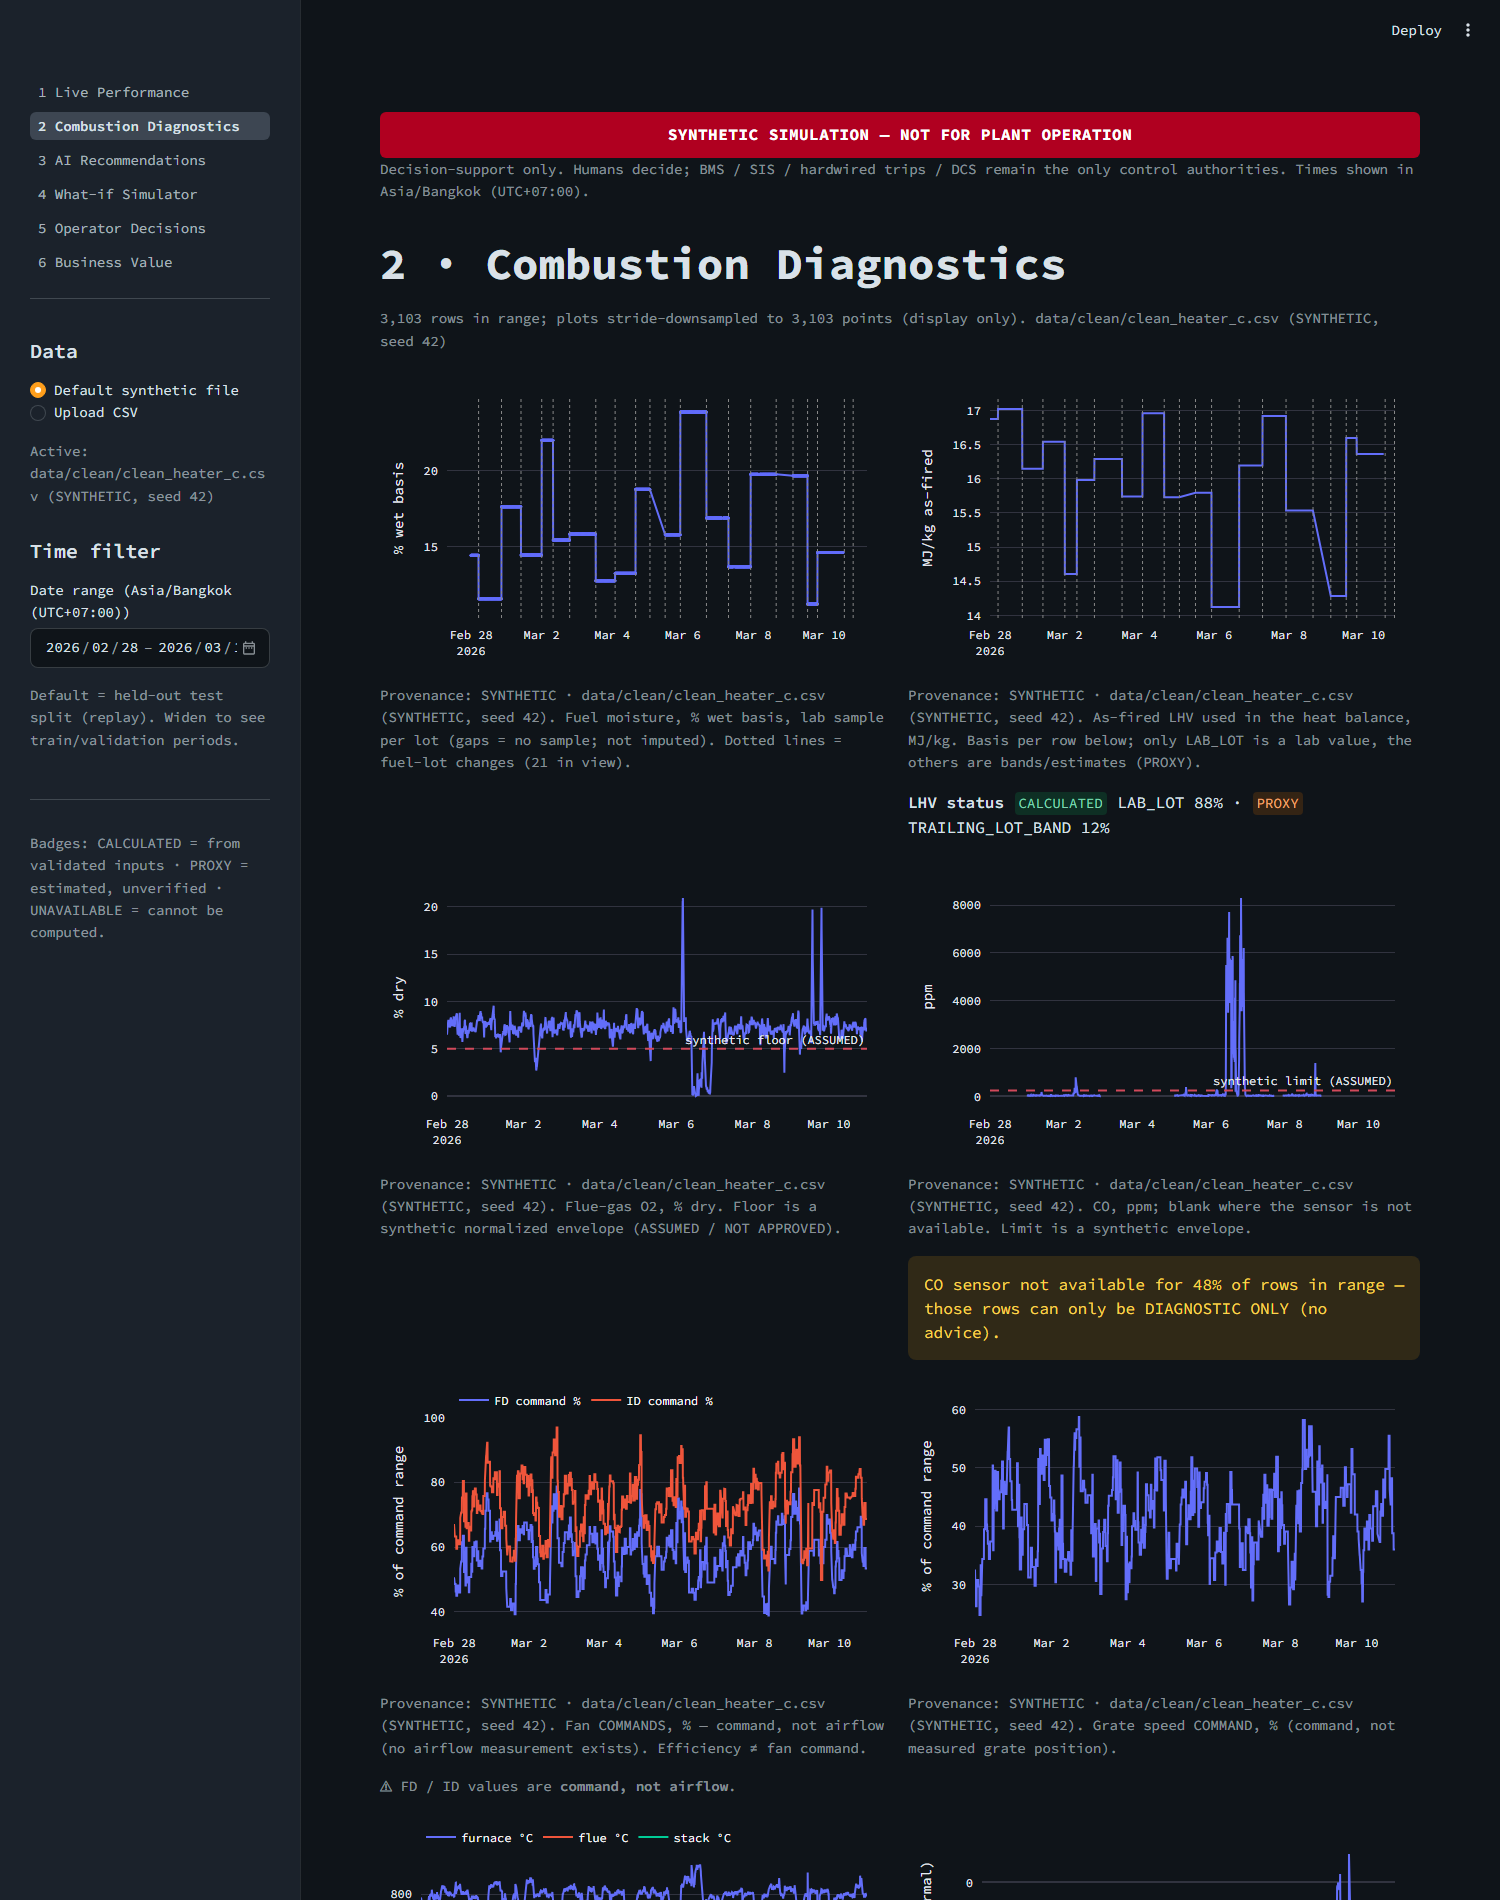 Deploy
1 Live Performance
2 Combustion Diagnostics
3 AI Recommendations
4 What-if Simulator
5 Operator Decisions
6 Business Value
Data
Default synthetic file
Upload CSV
Active:
data/clean/clean_heater_c.cs
v (SYNTHETIC, seed 42)
Time filter
Date range (Asia/Bangkok
(UTC+07:00))
2026/02/28 – 2026/03/
Default = held-out test
split (replay). Widen to see
train/validation periods.
Badges: CALCULATED = from
validated inputs · PROXY =
estimated, unverified ·
UNAVAILABLE = cannot be
computed.
SYNTHETIC SIMULATION — NOT FOR PLANT OPERATION
Decision-support only. Humans decide; BMS / SIS / hardwired trips / DCS remain the only control authorities. Times shown in
Asia/Bangkok (UTC+07:00).
2 · Combustion Diagnostics
3,103 rows in range; plots stride-downsampled to 3,103 points (display only). data/clean/clean_heater_c.csv (SYNTHETIC,
seed 42)
% wet basis
20
15
Feb 28
2026
Mar 2
Mar 4
Mar 6
Mar 8
Mar 10
Provenance: SYNTHETIC · data/clean/clean_heater_c.csv
(SYNTHETIC, seed 42). Fuel moisture, % wet basis, lab sample
per lot (gaps = no sample; not imputed). Dotted lines =
fuel-lot changes (21 in view).
MJ/kg as-fired
17
16.5
16
15.5
15
14.5
14
Feb 28
2026
Mar 2
Mar 4
Mar 6
Mar 8
Mar 10
Provenance: SYNTHETIC · data/clean/clean_heater_c.csv
(SYNTHETIC, seed 42). As-fired LHV used in the heat balance,
MJ/kg. Basis per row below; only LAB_LOT is a lab value, the
others are bands/estimates (PROXY).
LHV status CALCULATED LAB_LOT 88% · PROXY
TRAILING_LOT_BAND 12%
% dry
20
15
10
5
0
synthetic floor (ASSUMED)
Feb 28
2026
Mar 2
Mar 4
Mar 6
Mar 8
Mar 10
Provenance: SYNTHETIC · data/clean/clean_heater_c.csv
(SYNTHETIC, seed 42). Flue-gas O2, % dry. Floor is a
synthetic normalized envelope (ASSUMED / NOT APPROVED).
ppm
8000
6000
4000
2000
0
synthetic limit (ASSUMED)
Feb 28
2026
Mar 2
Mar 4
Mar 6
Mar 8
Mar 10
Provenance: SYNTHETIC · data/clean/clean_heater_c.csv
(SYNTHETIC, seed 42). CO, ppm; blank where the sensor is not
available. Limit is a synthetic envelope.
CO sensor not available for 48% of rows in range —
those rows can only be DIAGNOSTIC ONLY (no
advice).
FD command %
ID command %
% of command range
100
80
60
40
Feb 28
2026
Mar 2
Mar 4
Mar 6
Mar 8
Mar 10
Provenance: SYNTHETIC · data/clean/clean_heater_c.csv
(SYNTHETIC, seed 42). Fan COMMANDS, % — command, not airflow
(no airflow measurement exists). Efficiency ≠ fan command.
⚠ FD / ID values are command, not airflow.
% of command range
60
50
40
30
Feb 28
2026
Mar 2
Mar 4
Mar 6
Mar 8
Mar 10
Provenance: SYNTHETIC · data/clean/clean_heater_c.csv
(SYNTHETIC, seed 42). Grate speed COMMAND, % (command, not
measured grate position).
furnace °C
flue °C
stack °C
800
rmal)
0